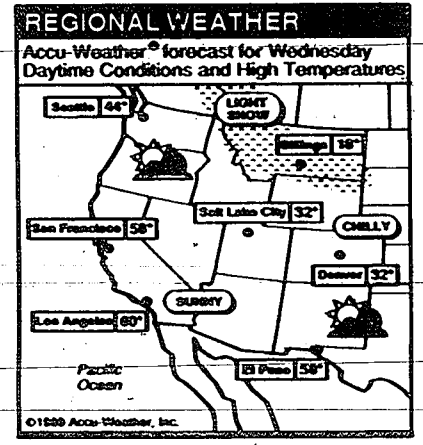 REGIONAL WEATHER
Accu-Weather® forecast for Wednesday
Daytime Conditions and High Temperatures
Seattle 44°
LIGHT
SNOW
Billings 18°
Salt Lake City 32°
San Francisco 58°
CHILLY
Denver 32°
SUNNY
Los Angeles 60°
Pacific
Ocean
El Paso 58°
©1989 Accu-Weather, Inc.